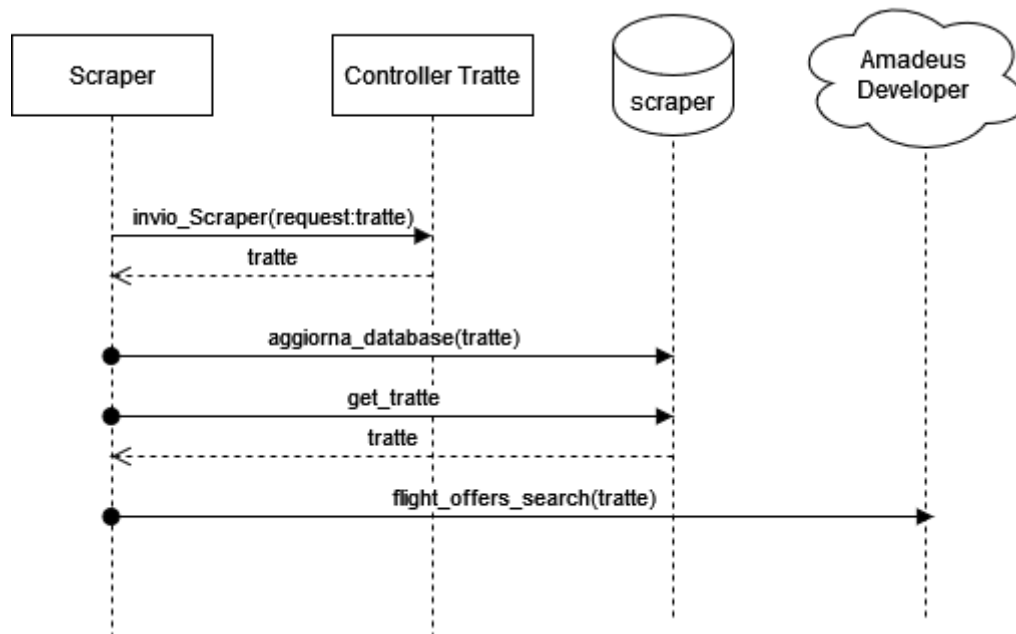 Scraper
Controller Tratte
scraper
Amadeus
Developer
invio_Scraper(request:tratte)
tratte
aggiorna_database(tratte)
get_tratte
tratte
flight_offers_search(tratte)